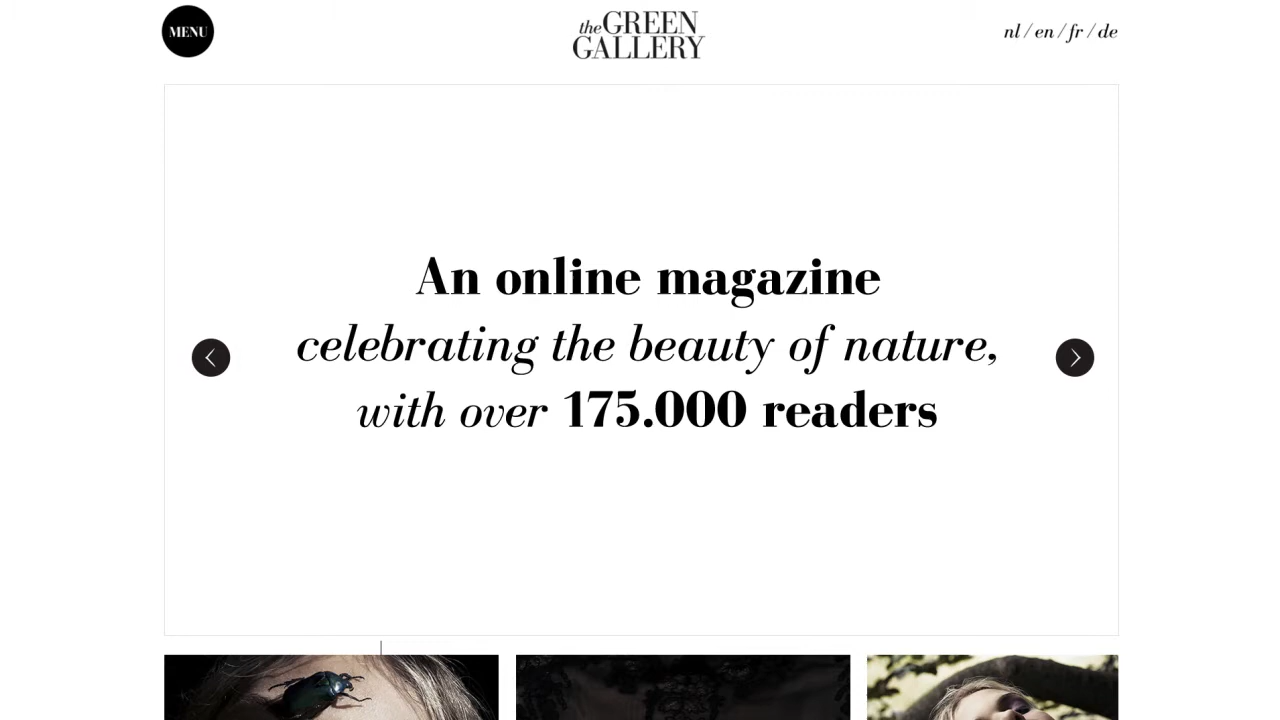 MENU
the GREEN
GALLERY
nl / en / fr / de
An online magazine
celebrating the beauty of nature,
with over 175.000 readers